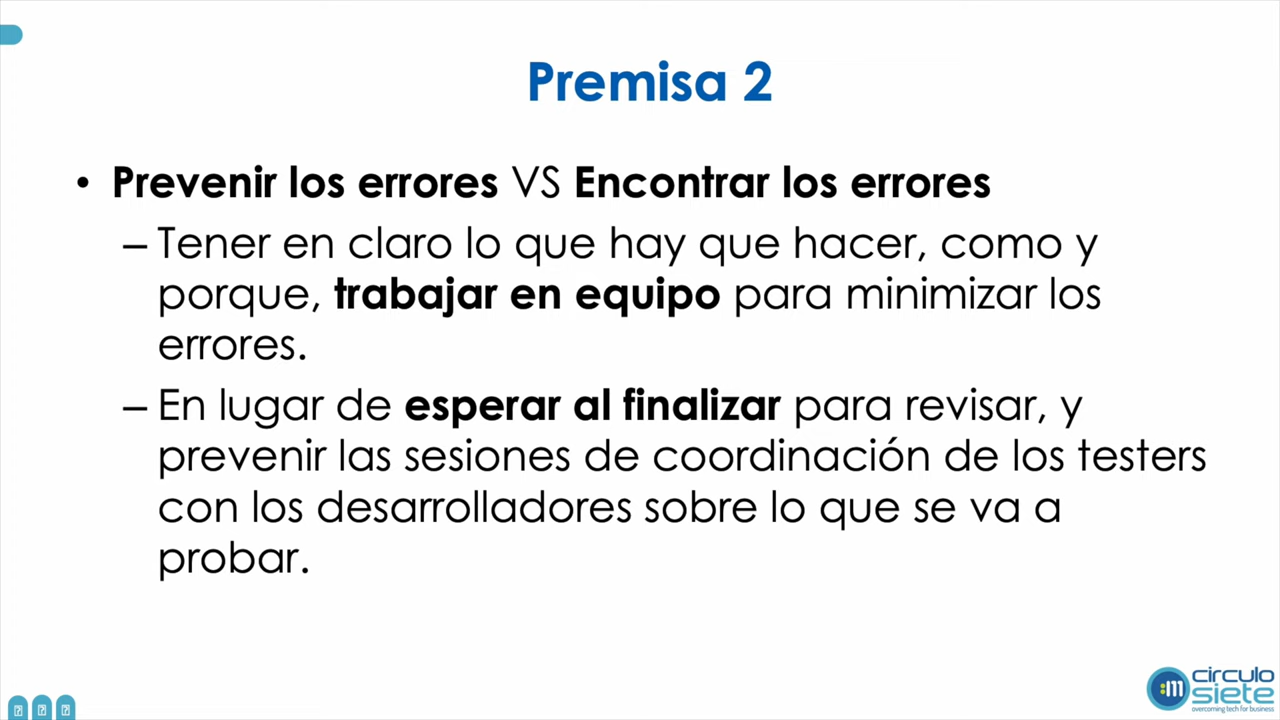 Premisa 2
• Prevenir los errores VS Encontrar los errores
– Tener en claro lo que hay que hacer, como y
porque, trabajar en equipo para minimizar los
errores.
– En lugar de esperar al finalizar para revisar, y
prevenir las sesiones de coordinación de los testers
con los desarrolladores sobre lo que se va a
probar.
:m circulo
siete
overcoming tech for business